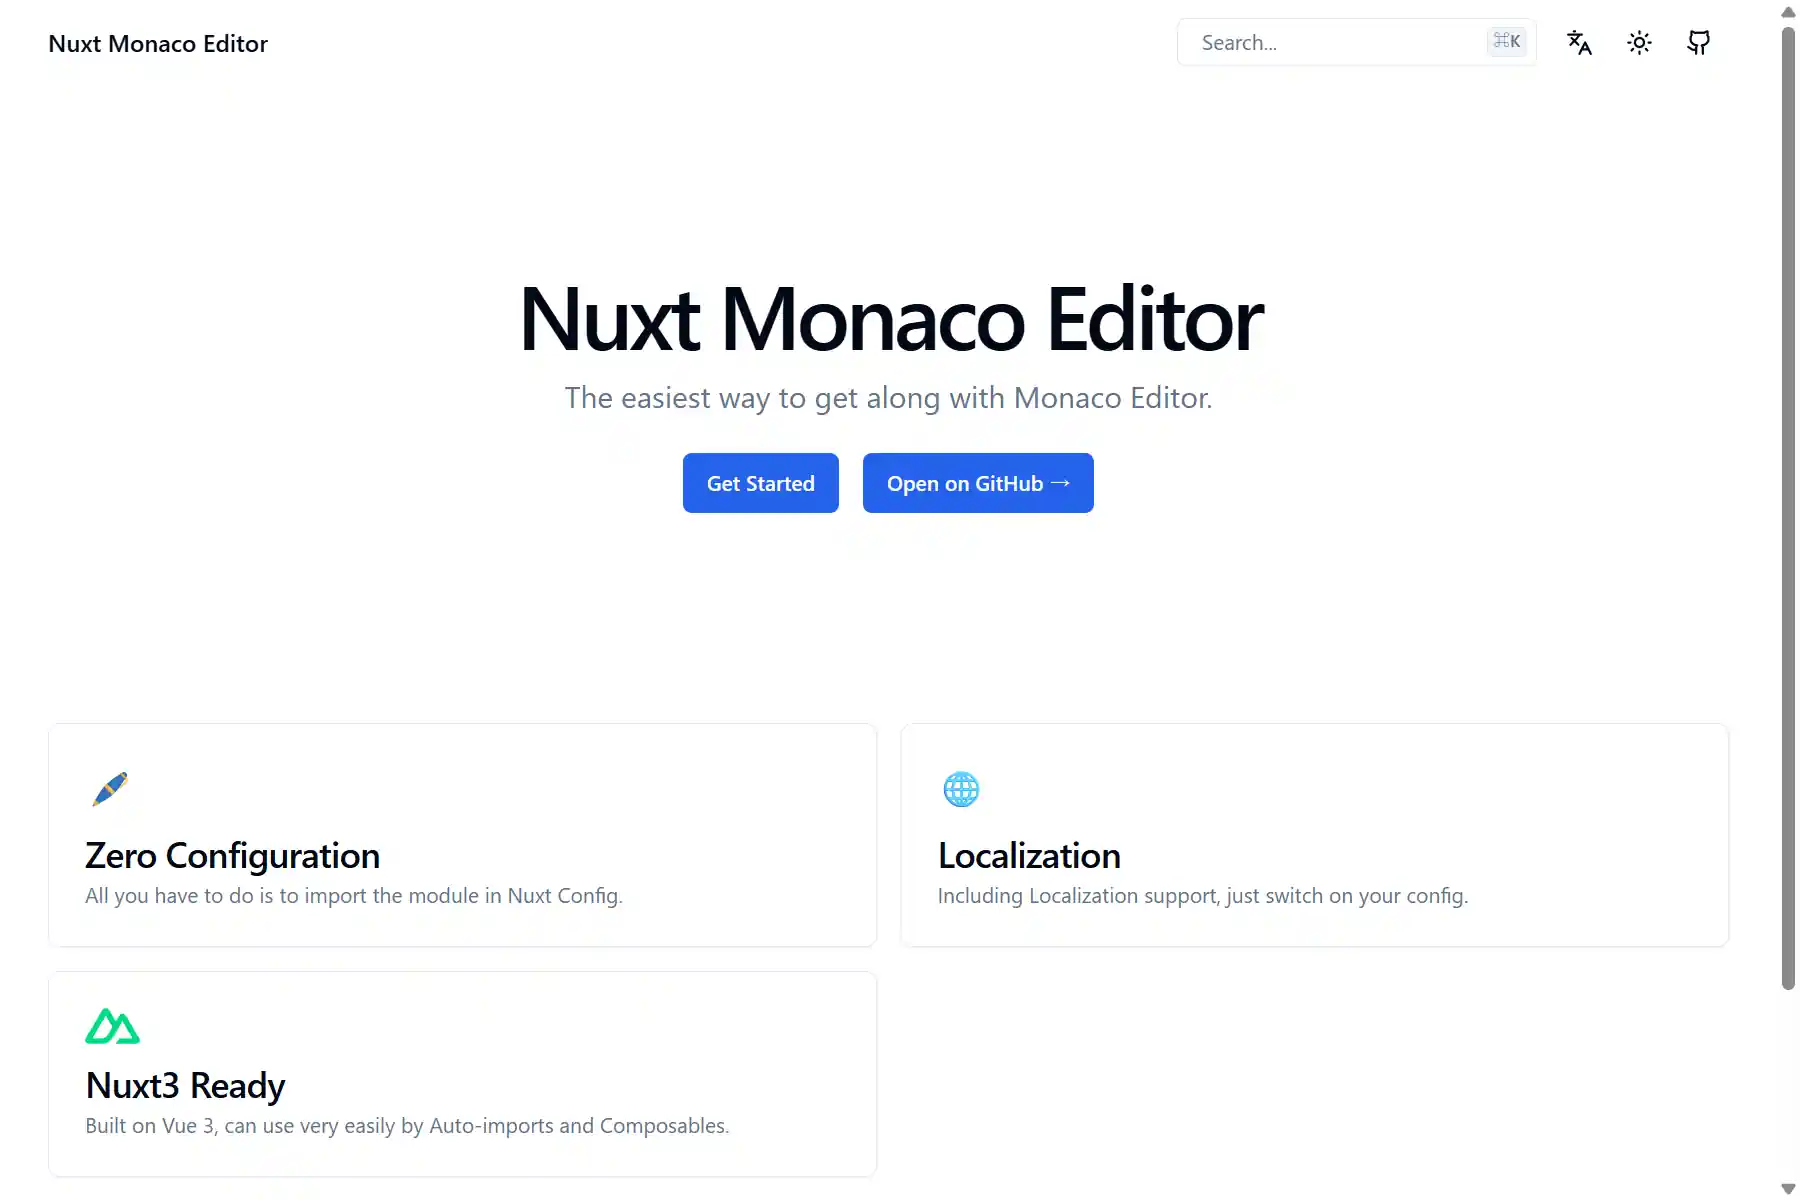 Nuxt Monaco Editor
Search...
⌘K
Nuxt Monaco Editor
The easiest way to get along with Monaco Editor.
Get Started
Open on GitHub →
Zero Configuration
All you have to do is to import the module in Nuxt Config.
Localization
Including Localization support, just switch on your config.
Nuxt3 Ready
Built on Vue 3, can use very easily by Auto-imports and Composables.